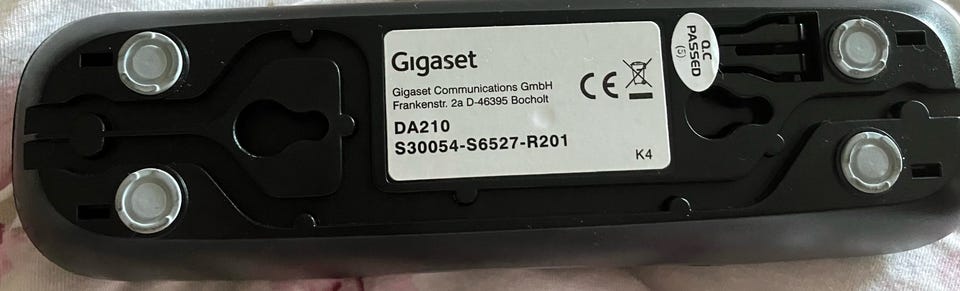 Gigaset
Gigaset Communications GmbH
Frankenstr. 2a D-46395 Bocholt
DA210
S30054-S6527-R201
CE
K4
Q.C
PASSED
(5)